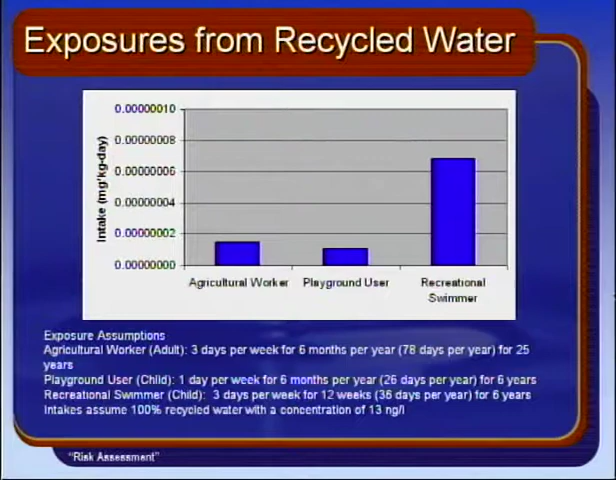 Exposures from Recycled Water
0.00000010
0.00000008
0.00000006
0.00000004
0.00000002
0.00000000
Intake (mg*kg-day)
Agricultural Worker
Playground User
Recreational
Swimmer
Exposure Assumptions
Agricultural Worker (Adult): 3 days per week for 6 months per year (78 days per year) for 25
years
Playground User (Child): 1 day per week for 6 months per year (26 days per year) for 6 years
Recreational Swimmer (Child): 3 days per week for 12 weeks (36 days per year) for 6 years
Intakes assume 100% recycled water with a concentration of 13 ng/l
"Risk Assessment"